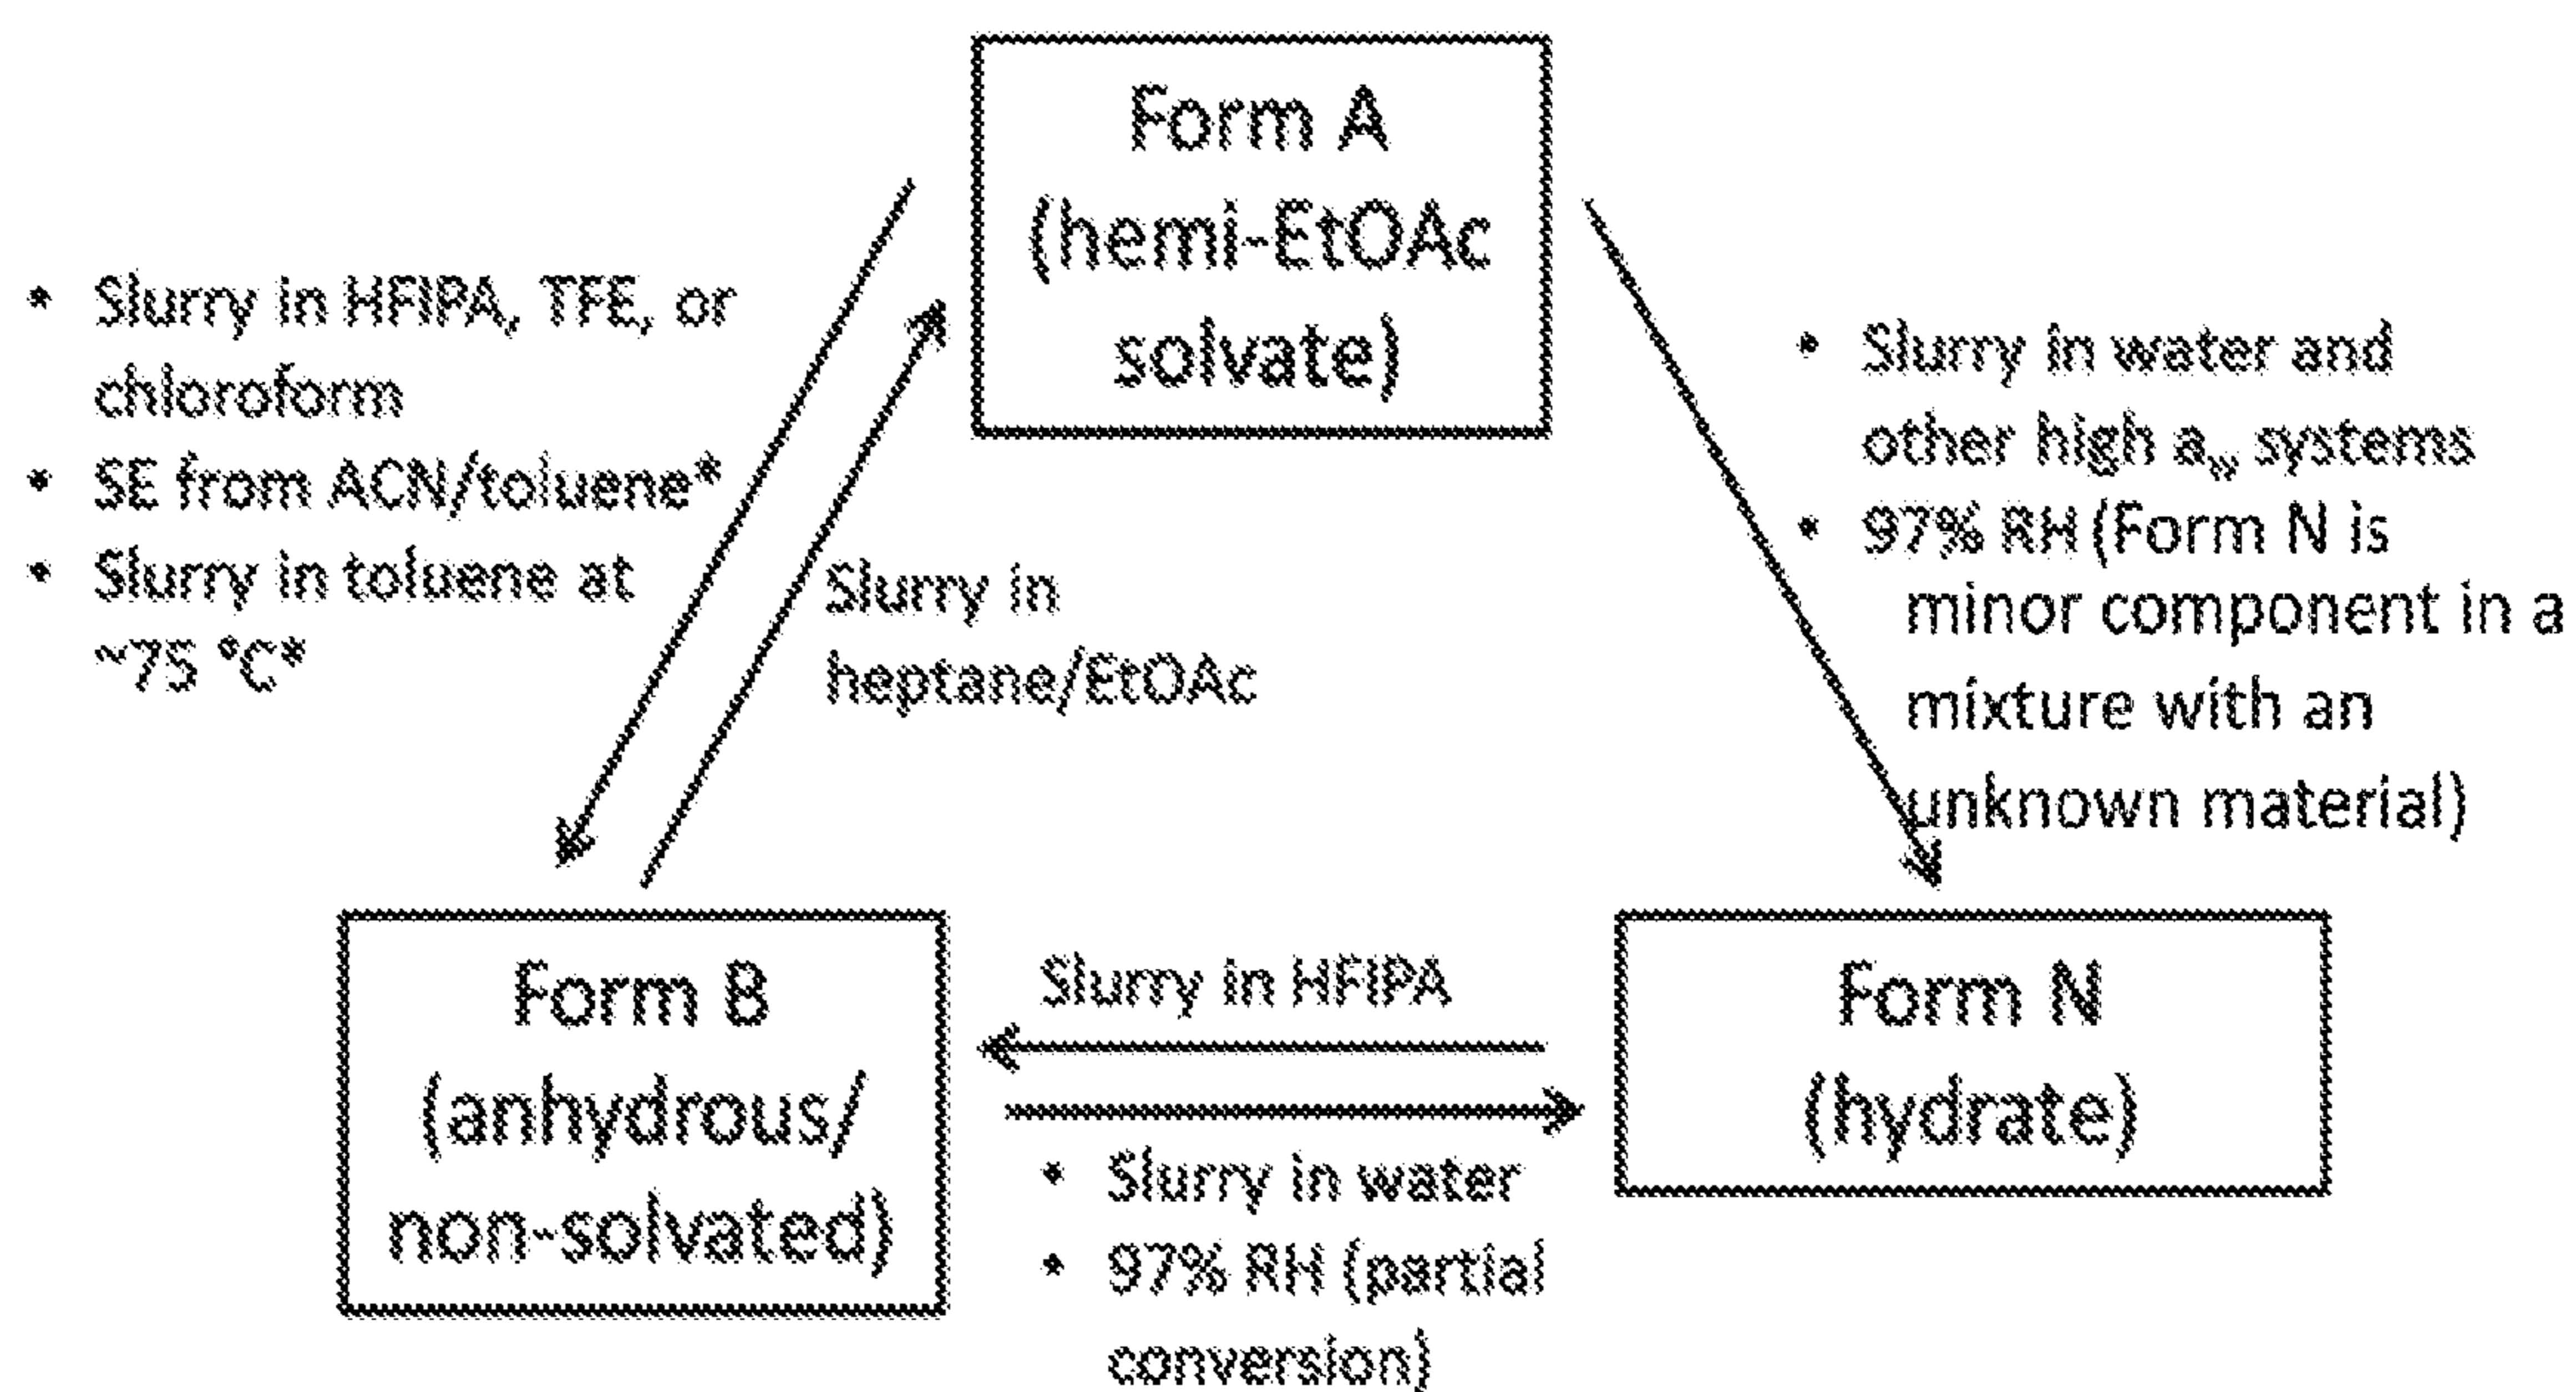 Form A
(hemi-EtOAc
solvate)
• Slurry in HFIPA, TFE, or
chloroform
• SE from ACN/toluene*
• Slurry in toluene at
~75 °C*
Slurry in
heptane/EtOAc
• Slurry in water and
other high a_w systems
• 97% RH (Form N is
minor component in a
mixture with an
unknown material)
Form B
(anhydrous/
non-solvated)
Slurry in HFIPA
• Slurry in water
• 97% RH (partial
conversion)
Form N
(hydrate)